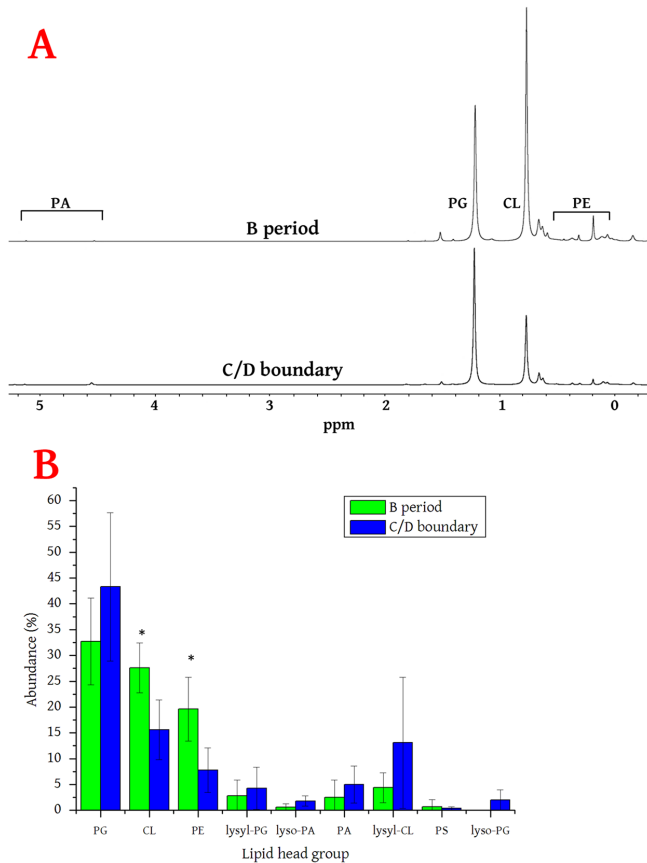 A
PA
PG
CL
PE
B period
C/D boundary
5 4 3 2 1 0
ppm
B
60
55
50
45
40
35
30
25
20
15
10
5
0
Abundance (%)
B period
C/D boundary
*
*
PG CL PE lysyl-PG lyso-PA PA lysyl-CL PS lyso-PG
Lipid head group